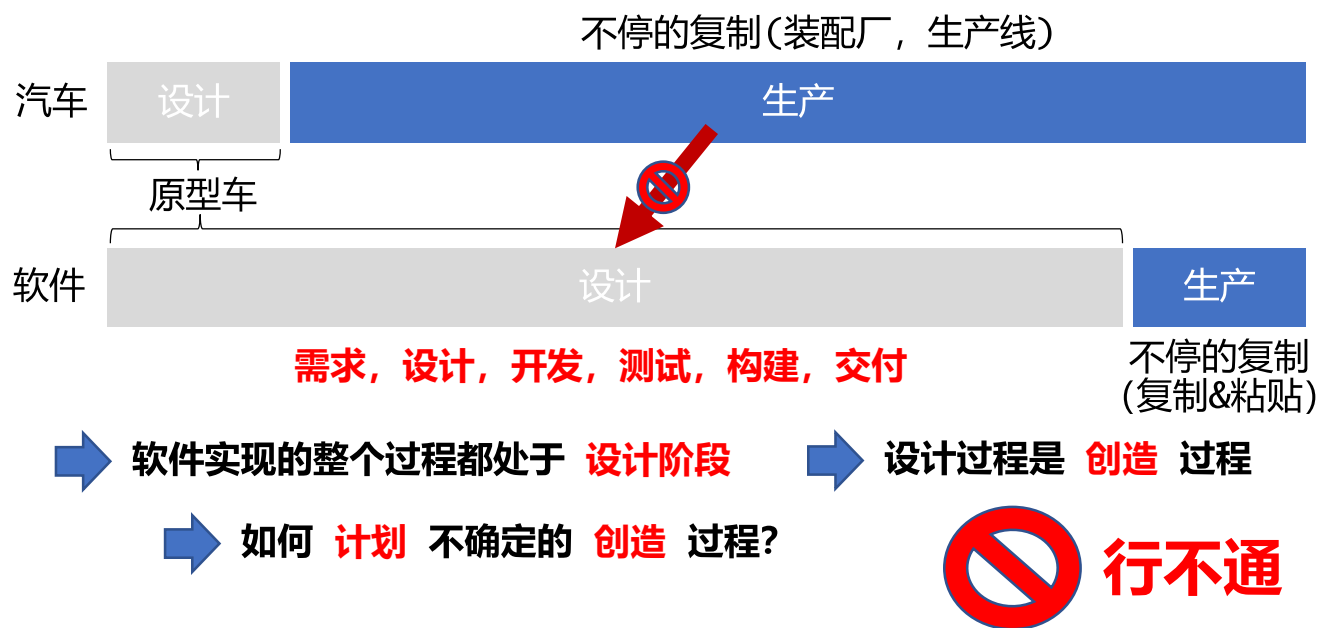 不停的复制(装配厂，生产线)
汽车
设计
生产
原型车
软件
设计
生产
需求，设计，开发，测试，构建，交付
不停的复制
(复制&粘贴)
软件实现的整个过程都处于 设计阶段
设计过程是 创造 过程
如何 计划 不确定的 创造 过程?
行不通